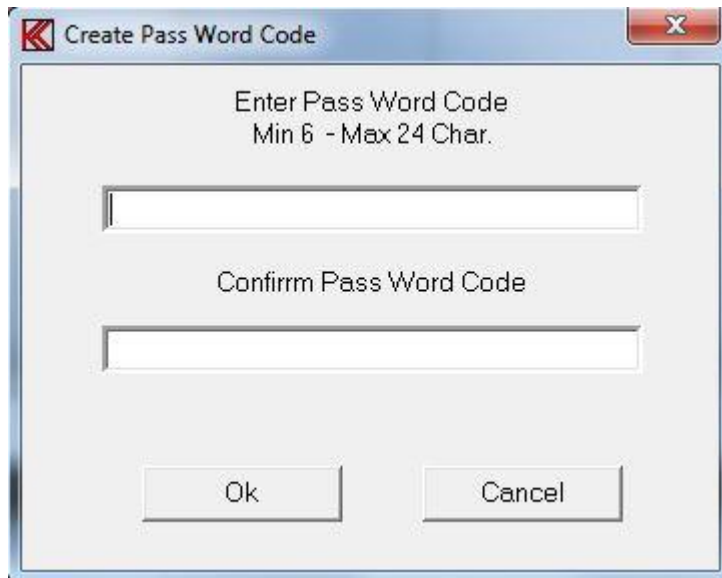 Create Pass Word Code
X
Enter Pass Word Code
Min 6 - Max 24 Char.
Confirrm Pass Word Code
Ok
Cancel